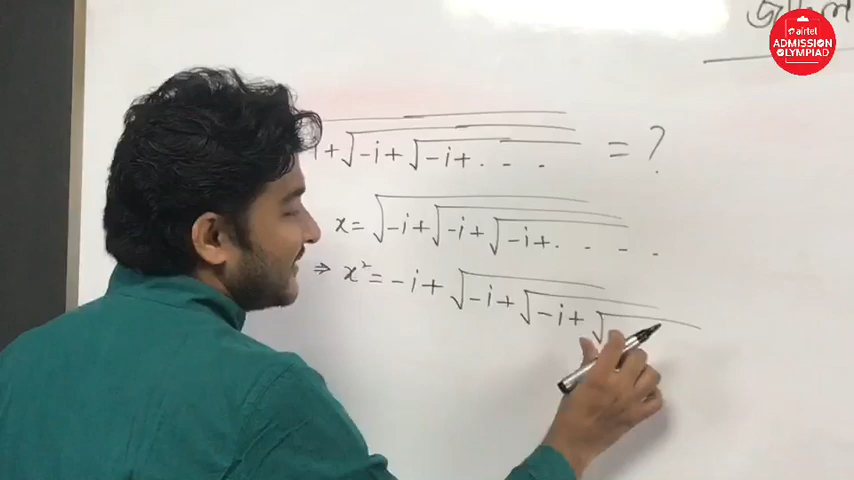 airtel
ADMISSION
OLYMPIAD
+√-i+√-i+. - - . = ?
x=√-i+√-i+√-i+. - - .
⇒ x²= -i+√-i+√-i+√